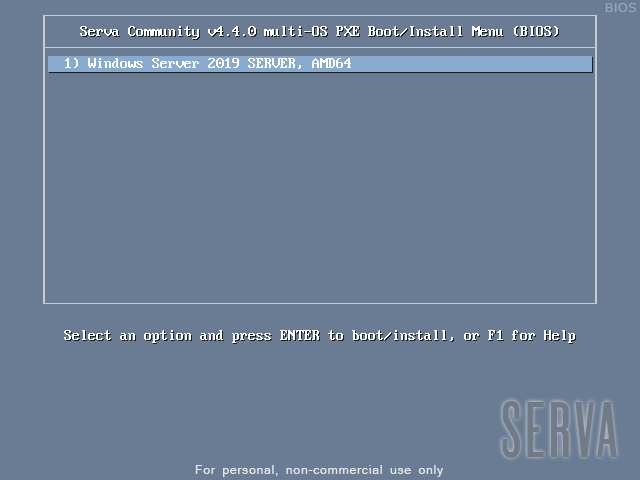 BIOS
Serva Community v4.4.0 multi-OS PXE Boot/Install Menu (BIOS)
1) Windows Server 2019 SERVER, AMD64
Select an option and press ENTER to boot/install, or F1 for Help
SERVA
For personal, non-commercial use only